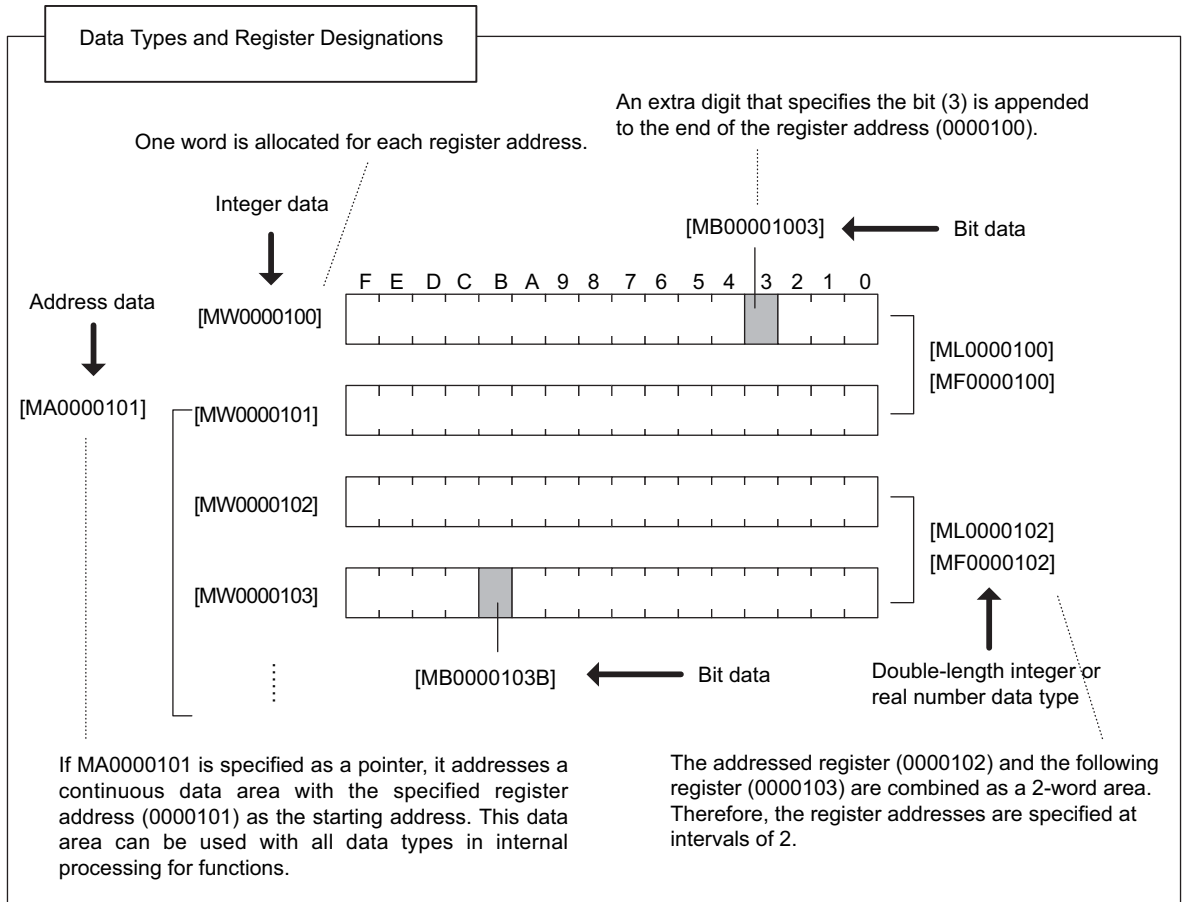 Data Types and Register Designations
An extra digit that specifies the bit (3) is appended
to the end of the register address (0000100).
One word is allocated for each register address.
Integer data
[MB00001003]
Bit data
F E D C B A 9 8 7 6 5 4 3 2 1 0
Address data
[MW0000100]
[ML0000100]
[MF0000100]
[MA0000101]
[MW0000101]
[MW0000102]
[ML0000102]
[MF0000102]
[MW0000103]
[MB0000103B]
Bit data
Double-length integer or
real number data type
If MA0000101 is specified as a pointer, it addresses a
continuous data area with the specified register
address (0000101) as the starting address. This data
area can be used with all data types in internal
processing for functions.
The addressed register (0000102) and the following
register (0000103) are combined as a 2-word area.
Therefore, the register addresses are specified at
intervals of 2.